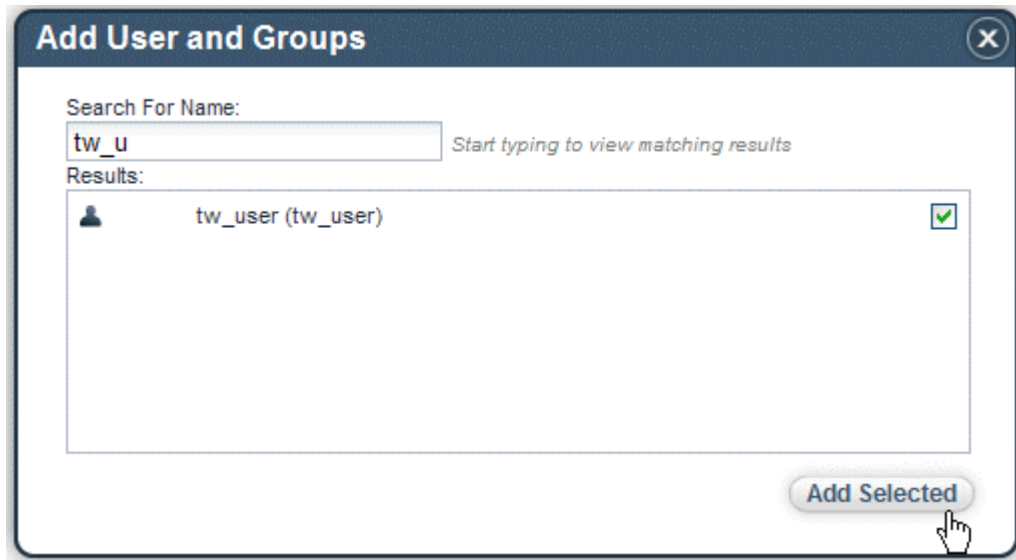 Add User and Groups
Search For Name:
tw_u Start typing to view matching results
Results:
tw_user (tw_user)
Add Selected